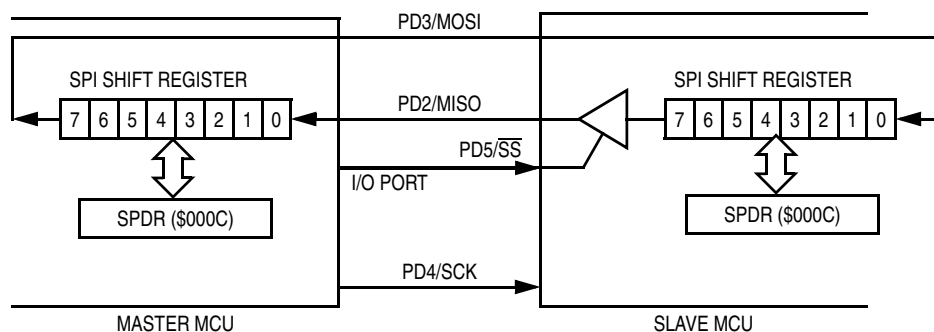 PD3/MOSI
SPI SHIFT REGISTER
SPI SHIFT REGISTER
7 6 5 4 3 2 1 0
PD2/MISO
7 6 5 4 3 2 1 0
PD5/S̅S̅
I/O PORT
SPDR ($000C)
SPDR ($000C)
PD4/SCK
MASTER MCU
SLAVE MCU